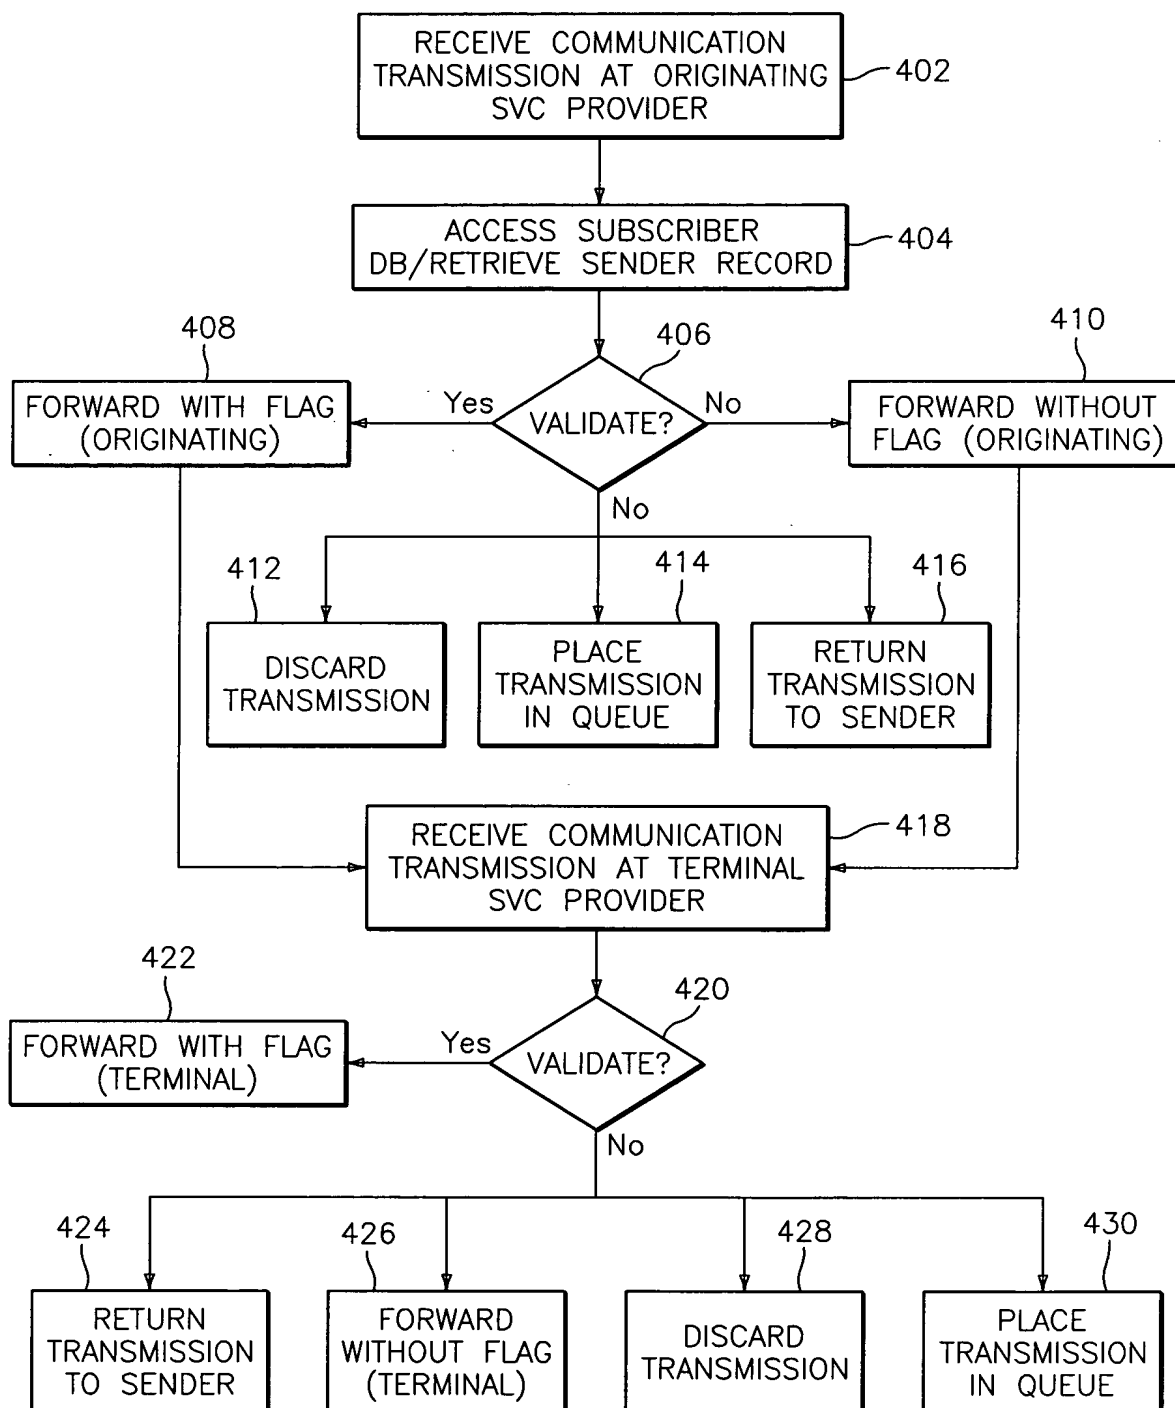 RECEIVE COMMUNICATION
TRANSMISSION AT ORIGINATING
SVC PROVIDER
402
ACCESS SUBSCRIBER
DB/RETRIEVE SENDER RECORD
404
408
406
410
FORWARD WITH FLAG
(ORIGINATING)
Yes
VALIDATE?
No
FORWARD WITHOUT
FLAG (ORIGINATING)
No
412
414
416
DISCARD
TRANSMISSION
PLACE
TRANSMISSION
IN QUEUE
RETURN
TRANSMISSION
TO SENDER
RECEIVE COMMUNICATION
TRANSMISSION AT TERMINAL
SVC PROVIDER
418
422
420
FORWARD WITH FLAG
(TERMINAL)
Yes
VALIDATE?
No
424
426
428
430
RETURN
TRANSMISSION
TO SENDER
FORWARD
WITHOUT FLAG
(TERMINAL)
DISCARD
TRANSMISSION
PLACE
TRANSMISSION
IN QUEUE